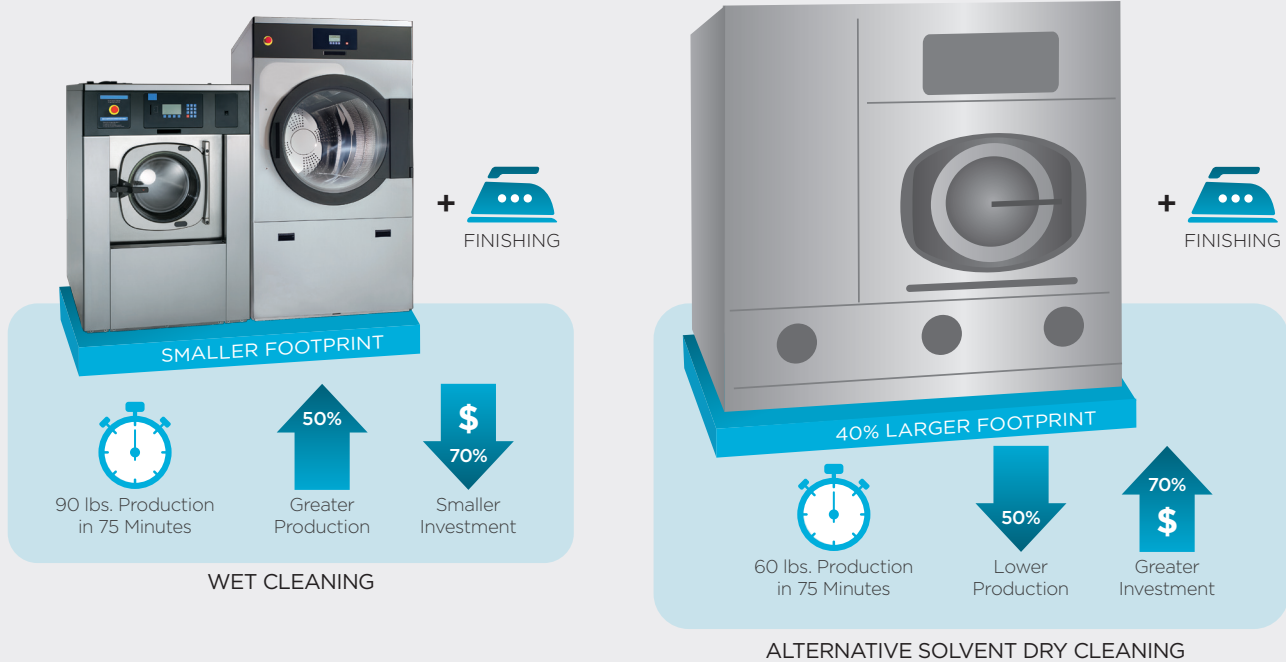 +
FINISHING
SMALLER FOOTPRINT
90 lbs. Production
in 75 Minutes
50%
Greater
Production
$
70%
Smaller
Investment
WET CLEANING
+
FINISHING
40% LARGER FOOTPRINT
60 lbs. Production
in 75 Minutes
50%
Lower
Production
70%
$
Greater
Investment
ALTERNATIVE SOLVENT DRY CLEANING